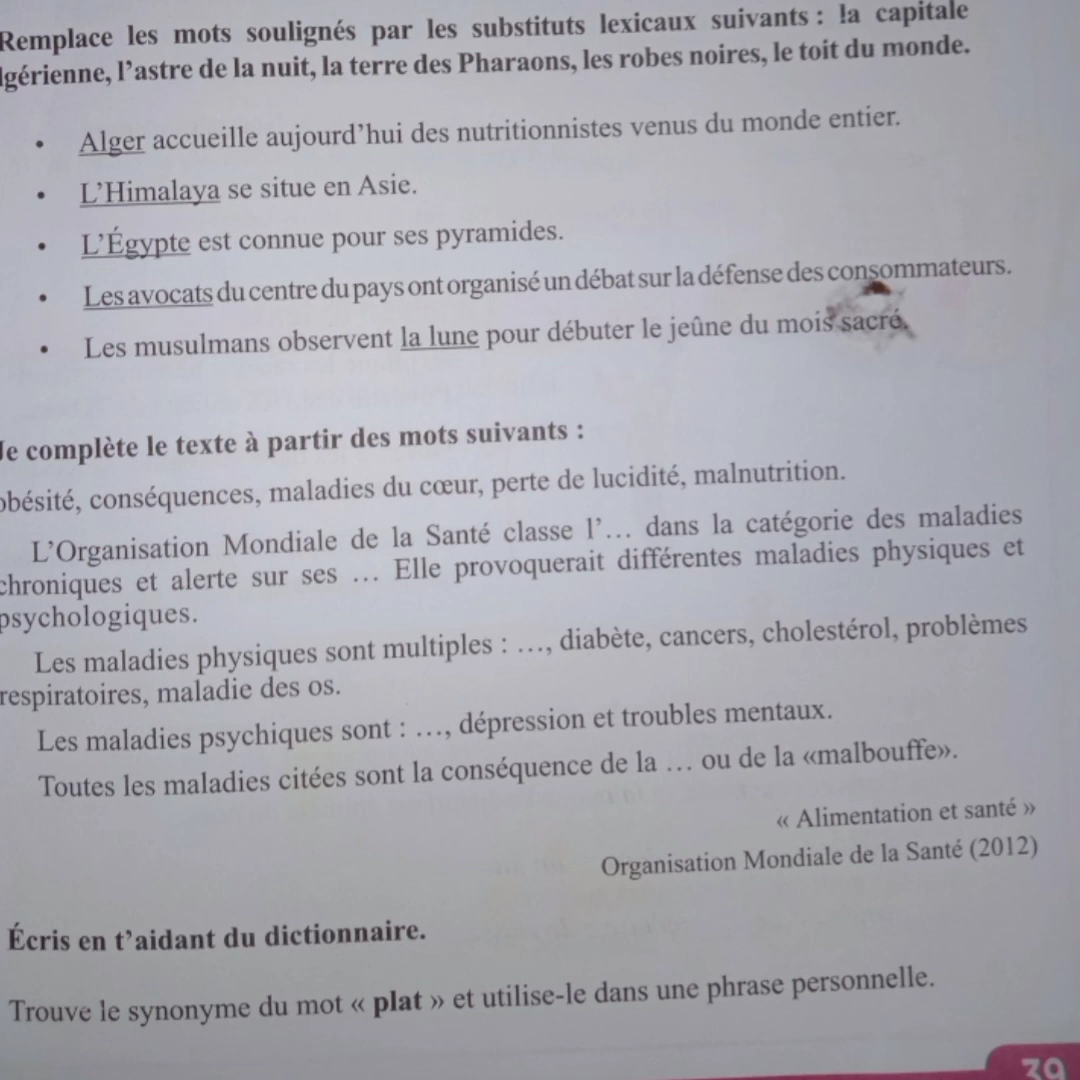 Remplace les mots soulignés par les substituts lexicaux suivants : la capitale
lgérienne, l'astre de la nuit, la terre des Pharaons, les robes noires, le toit du monde.
• Alger accueille aujourd'hui des nutritionnistes venus du monde entier.
• L'Himalaya se situe en Asie.
• L'Égypte est connue pour ses pyramides.
• Les avocats du centre du pays ont organisé un débat sur la défense des consommateurs.
• Les musulmans observent la lune pour débuter le jeûne du mois sacré.
Je complète le texte à partir des mots suivants :
obésité, conséquences, maladies du cœur, perte de lucidité, malnutrition.
L'Organisation Mondiale de la Santé classe l'... dans la catégorie des maladies
chroniques et alerte sur ses ... Elle provoquerait différentes maladies physiques et
psychologiques.
Les maladies physiques sont multiples : ..., diabète, cancers, cholestérol, problèmes
respiratoires, maladie des os.
Les maladies psychiques sont : ..., dépression et troubles mentaux.
Toutes les maladies citées sont la conséquence de la ... ou de la «malbouffe».
« Alimentation et santé »
Organisation Mondiale de la Santé (2012)
Écris en t'aidant du dictionnaire.
Trouve le synonyme du mot « plat » et utilise-le dans une phrase personnelle.
39